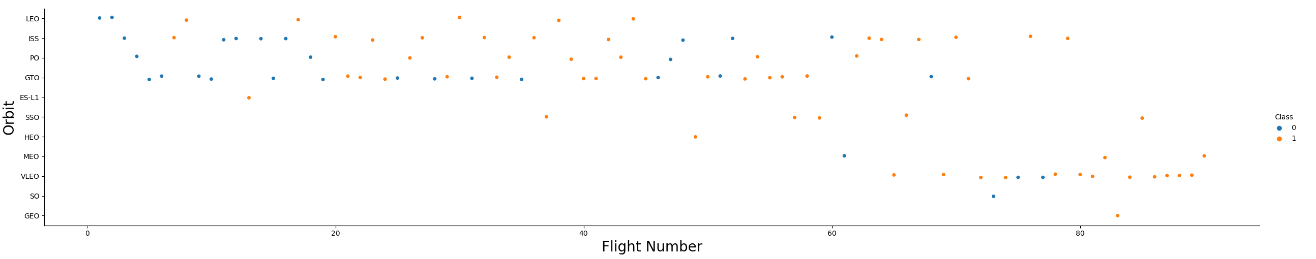 LEO
ISS
PO
GTO
ES-L1
SSO
HEO
MEO
VLEO
SO
GEO
Orbit
0 20 40 60 80
Flight Number
Class
0
1